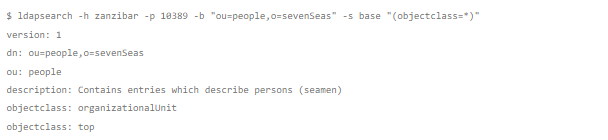 $ ldapsearch -h zanzibar -p 10389 -b "ou=people,o=sevenSeas" -s base "(objectclass=*)"
version: 1
dn: ou=people,o=sevenSeas
ou: people
description: Contains entries which describe persons (seamen)
objectclass: organizationalUnit
objectclass: top